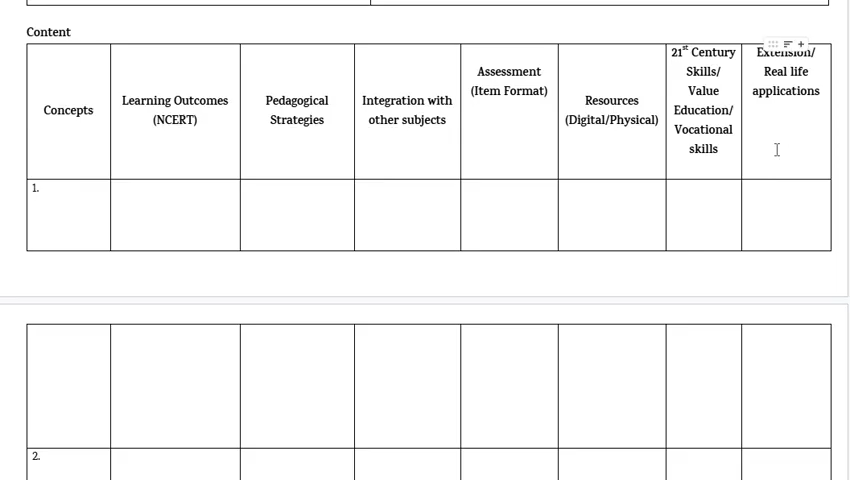 Content
Concepts
Learning Outcomes
(NCERT)
Pedagogical
Strategies
Integration with
other subjects
Assessment
(Item Format)
Resources
(Digital/Physical)
21st Century
Skills/
Value
Education/
Vocational
skills
Extension/
Real life
applications
1.
2.